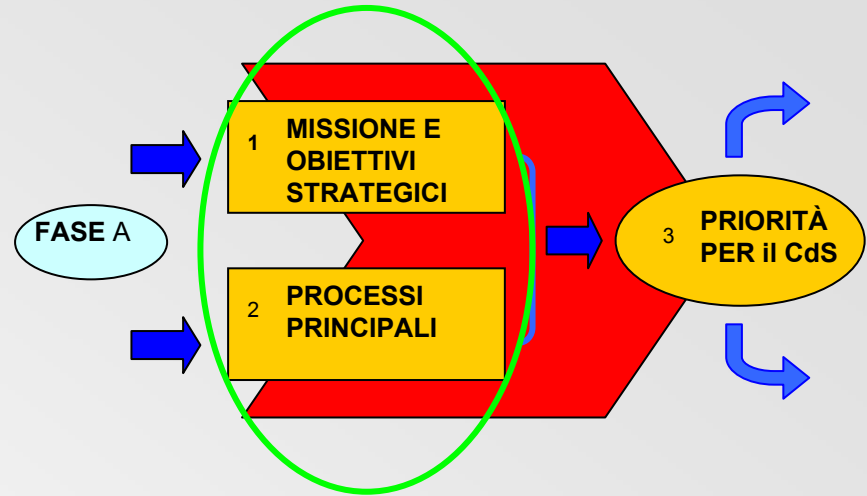 FASE A
1 MISSIONE E
OBIETTIVI
STRATEGICI
2 PROCESSI
PRINCIPALI
3 PRIORITÀ
PER il CdS